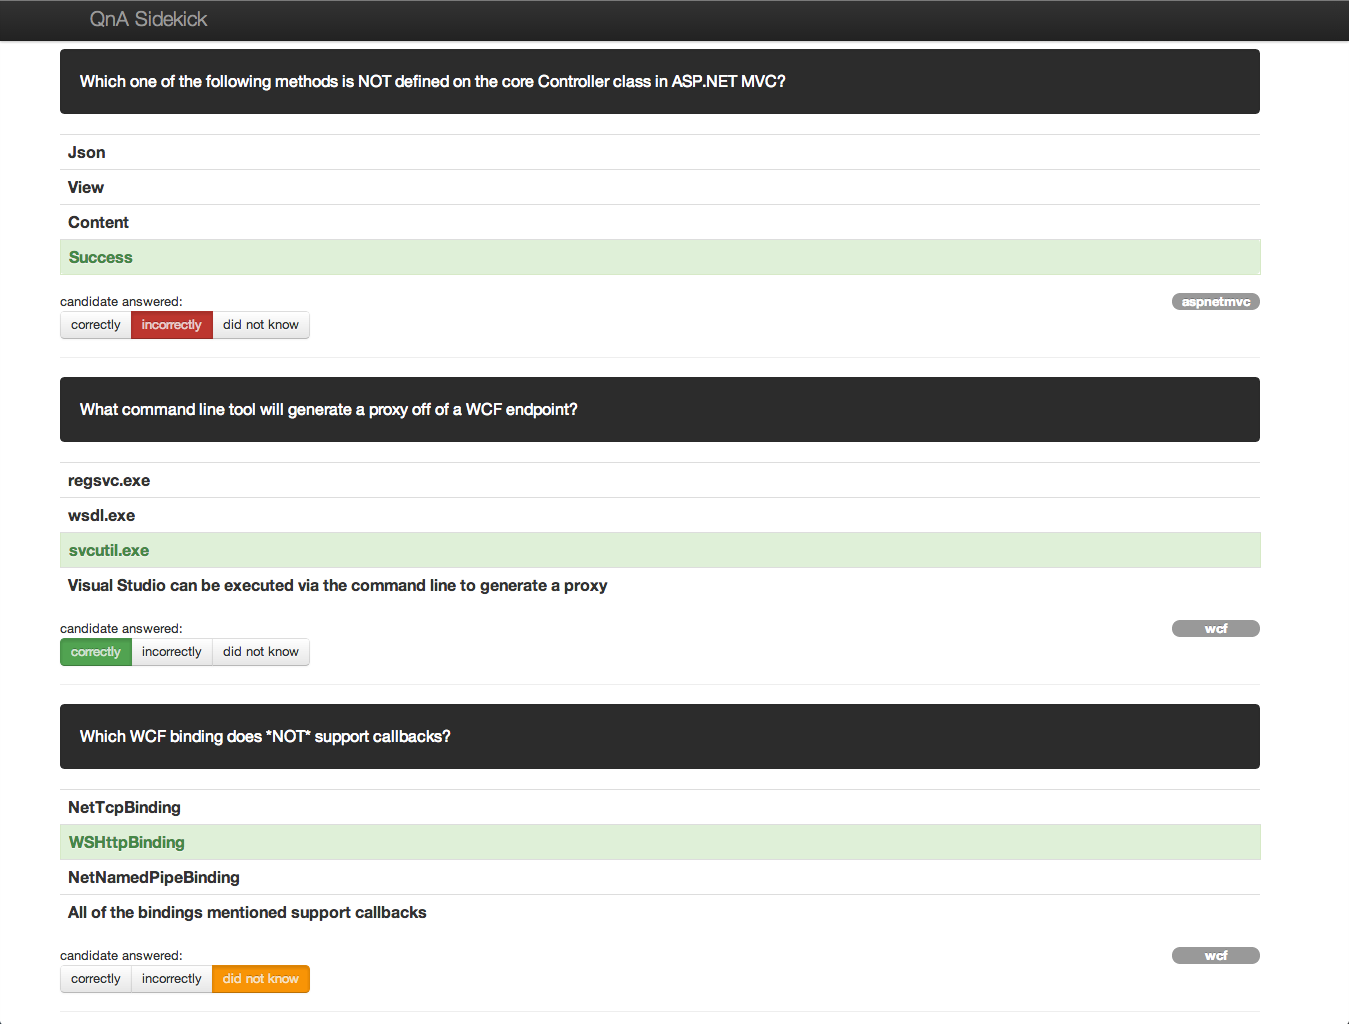 QnA Sidekick
Which one of the following methods is NOT defined on the core Controller class in ASP.NET MVC?
Json
View
Content
Success
candidate answered:
aspnetmvc
correctly incorrectly did not know
What command line tool will generate a proxy off of a WCF endpoint?
regsvc.exe
wsdl.exe
svcutil.exe
Visual Studio can be executed via the command line to generate a proxy
candidate answered:
wcf
correctly incorrectly did not know
Which WCF binding does *NOT* support callbacks?
NetTcpBinding
WSHttpBinding
NetNamedPipeBinding
All of the bindings mentioned support callbacks
candidate answered:
wcf
correctly incorrectly did not know